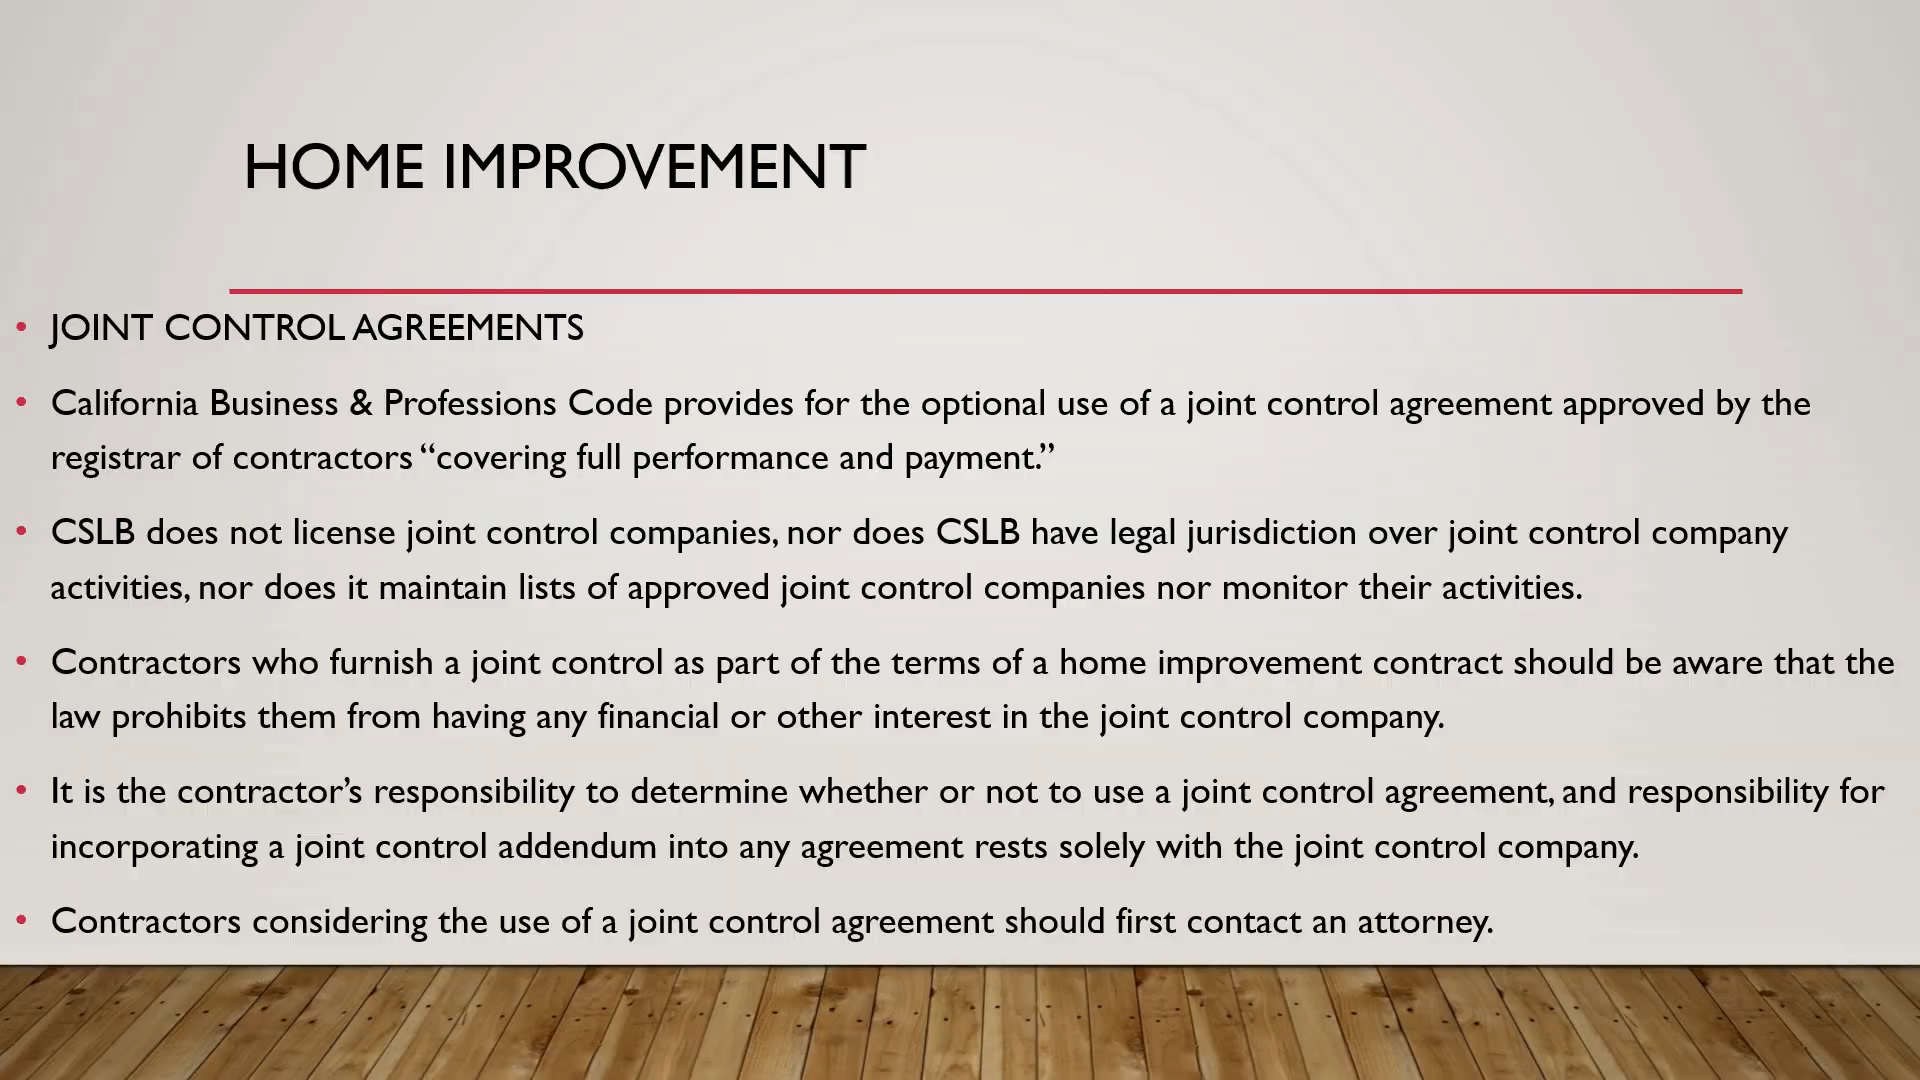 HOME IMPROVEMENT
• JOINT CONTROL AGREEMENTS
• California Business & Professions Code provides for the optional use of a joint control agreement approved by the
registrar of contractors “covering full performance and payment.”
• CSLB does not license joint control companies, nor does CSLB have legal jurisdiction over joint control company
activities, nor does it maintain lists of approved joint control companies nor monitor their activities.
• Contractors who furnish a joint control as part of the terms of a home improvement contract should be aware that the
law prohibits them from having any financial or other interest in the joint control company.
• It is the contractor’s responsibility to determine whether or not to use a joint control agreement, and responsibility for
incorporating a joint control addendum into any agreement rests solely with the joint control company.
• Contractors considering the use of a joint control agreement should first contact an attorney.